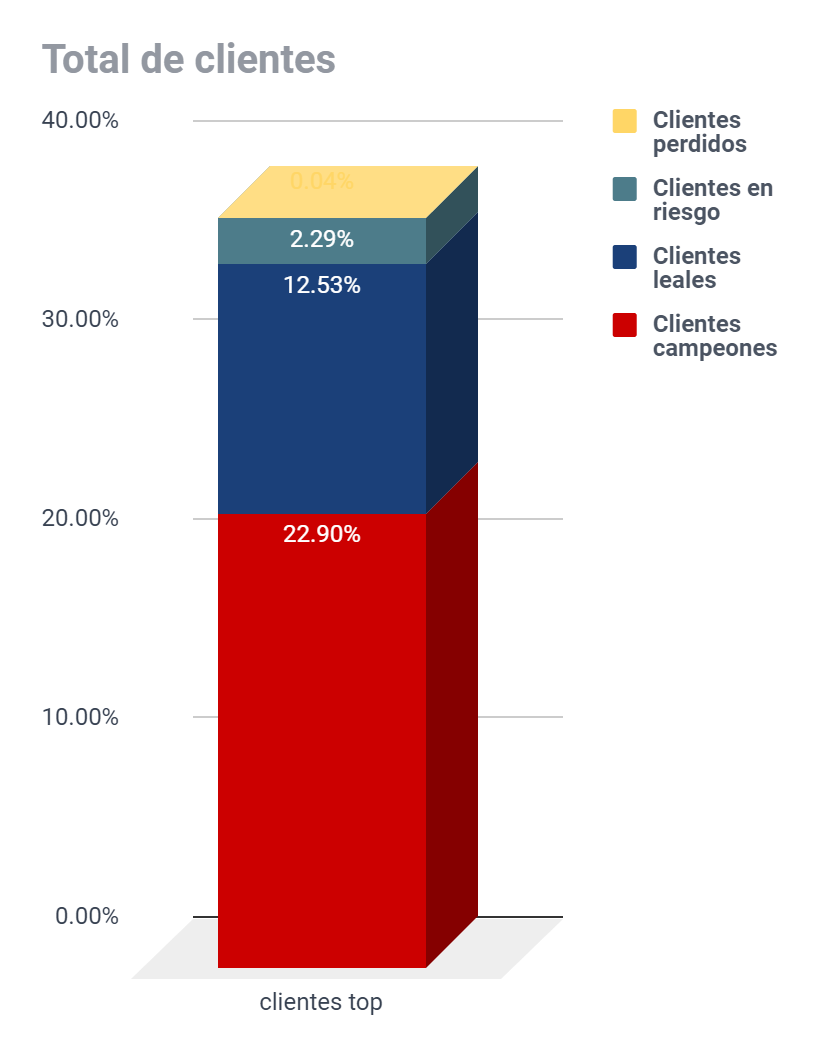 Total de clientes
40.00%
30.00%
20.00%
10.00%
0.00%
0.04%
2.29%
12.53%
22.90%
clientes top
Clientes
perdidos
Clientes en
riesgo
Clientes
leales
Clientes
campeones